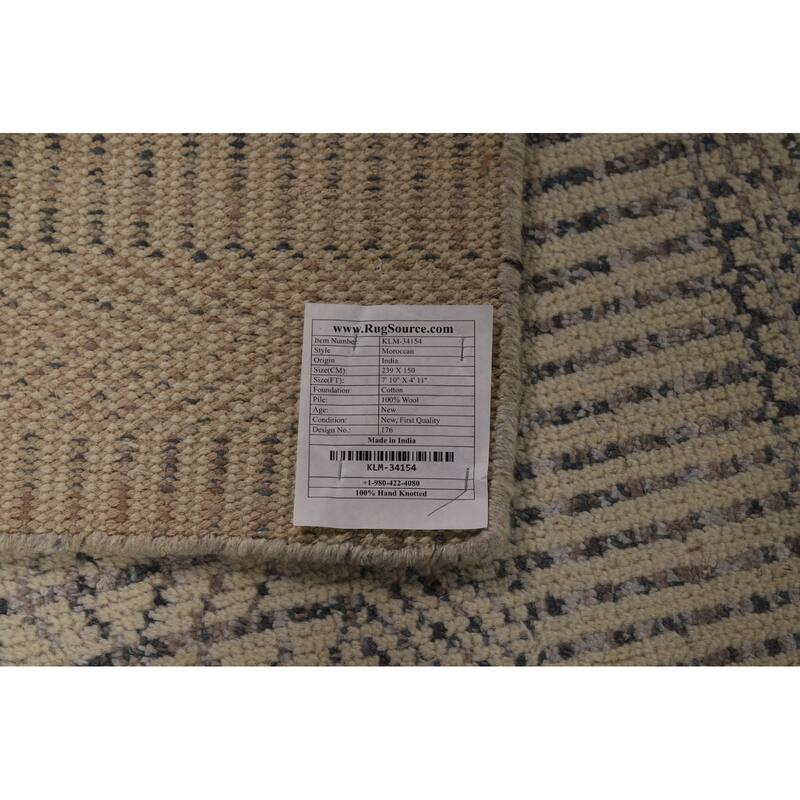 www.RugSource.com
Item Number KLM-34154
Style Moroccan
Origin India
Size(CM): 239 X 150
Size(FT): 7' 10" X 4' 11"
Foundation: Cotton
Pile: 100% Wool
Age: New
Condition: New, First Quality
Design No.: 176
Made in India
KLM-34154
+1-980-422-4080
100% Hand Knotted